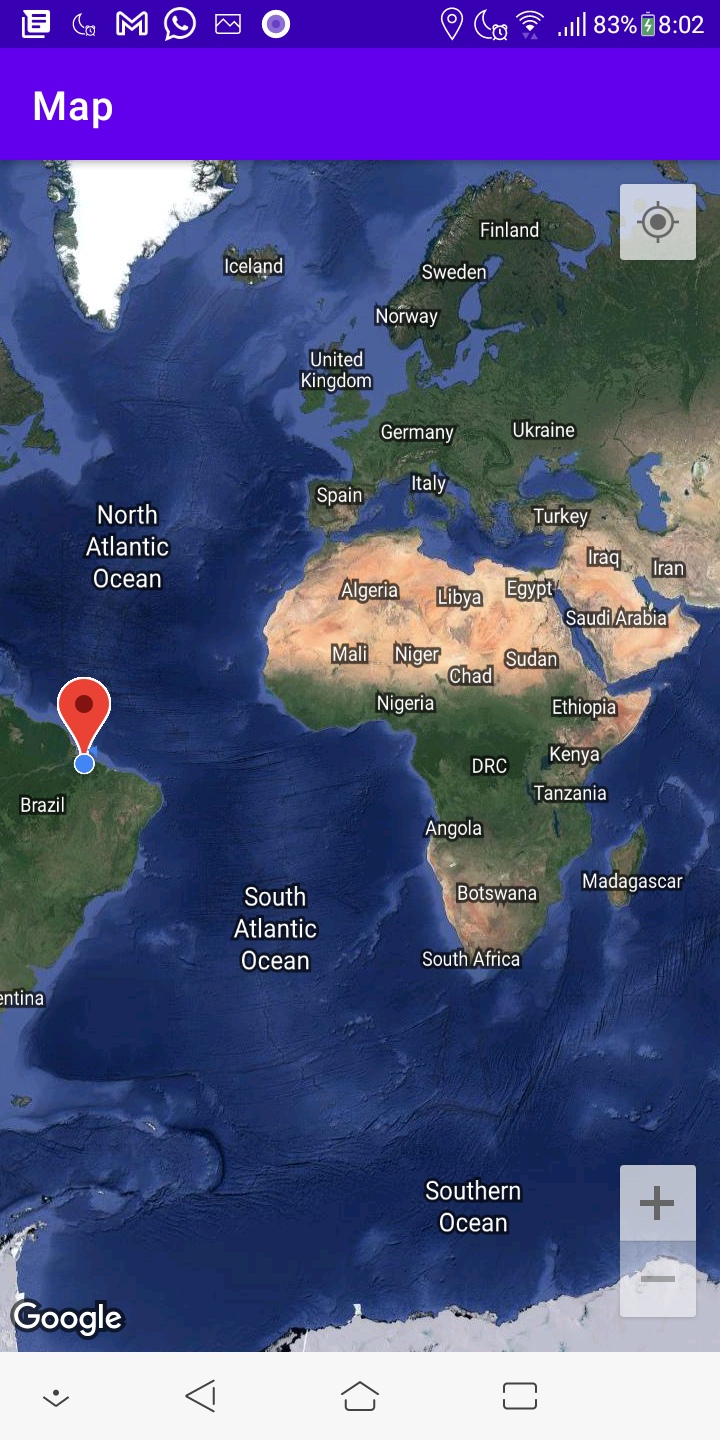 83% 8:02
Map
Finland
Iceland
Sweden
Norway
United
Kingdom
Germany
Ukraine
Italy
Spain
Turkey
North
Atlantic
Ocean
Iraq
Iran
Algeria
Libya
Egypt
Saudi Arabia
Mali
Niger
Chad
Sudan
Nigeria
Ethiopia
Kenya
DRC
Tanzania
Brazil
Angola
Madagascar
Botswana
South
Atlantic
Ocean
South Africa
entina
Southern
Ocean
Google